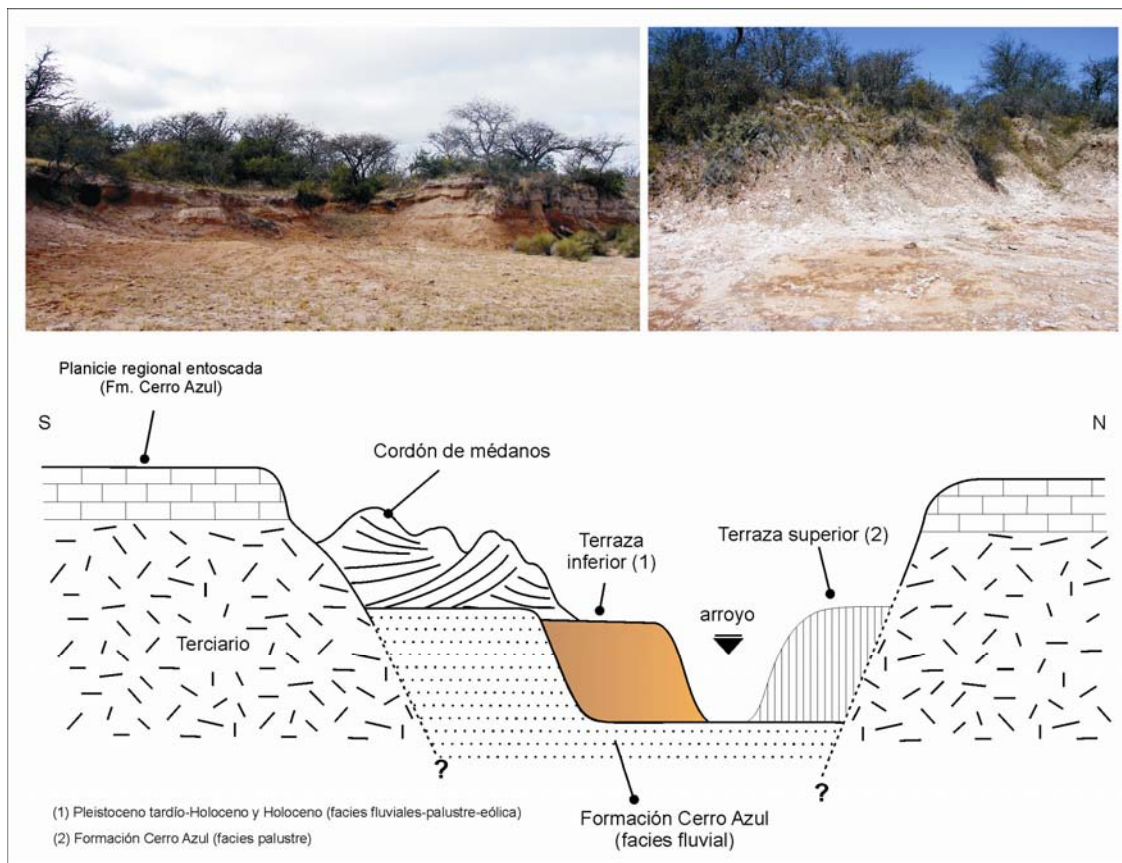 Planicie regional entoscada
(Fm. Cerro Azul)
S
N
Cordón de médanos
Terraza
inferior (1)
Terraza superior (2)
arroyo
Terciario
?
?
Formación Cerro Azul
(facies fluvial)
(1) Pleistoceno tardío-Holoceno y Holoceno (facies fluviales-palustre-eólica)
(2) Formación Cerro Azul (facies palustre)